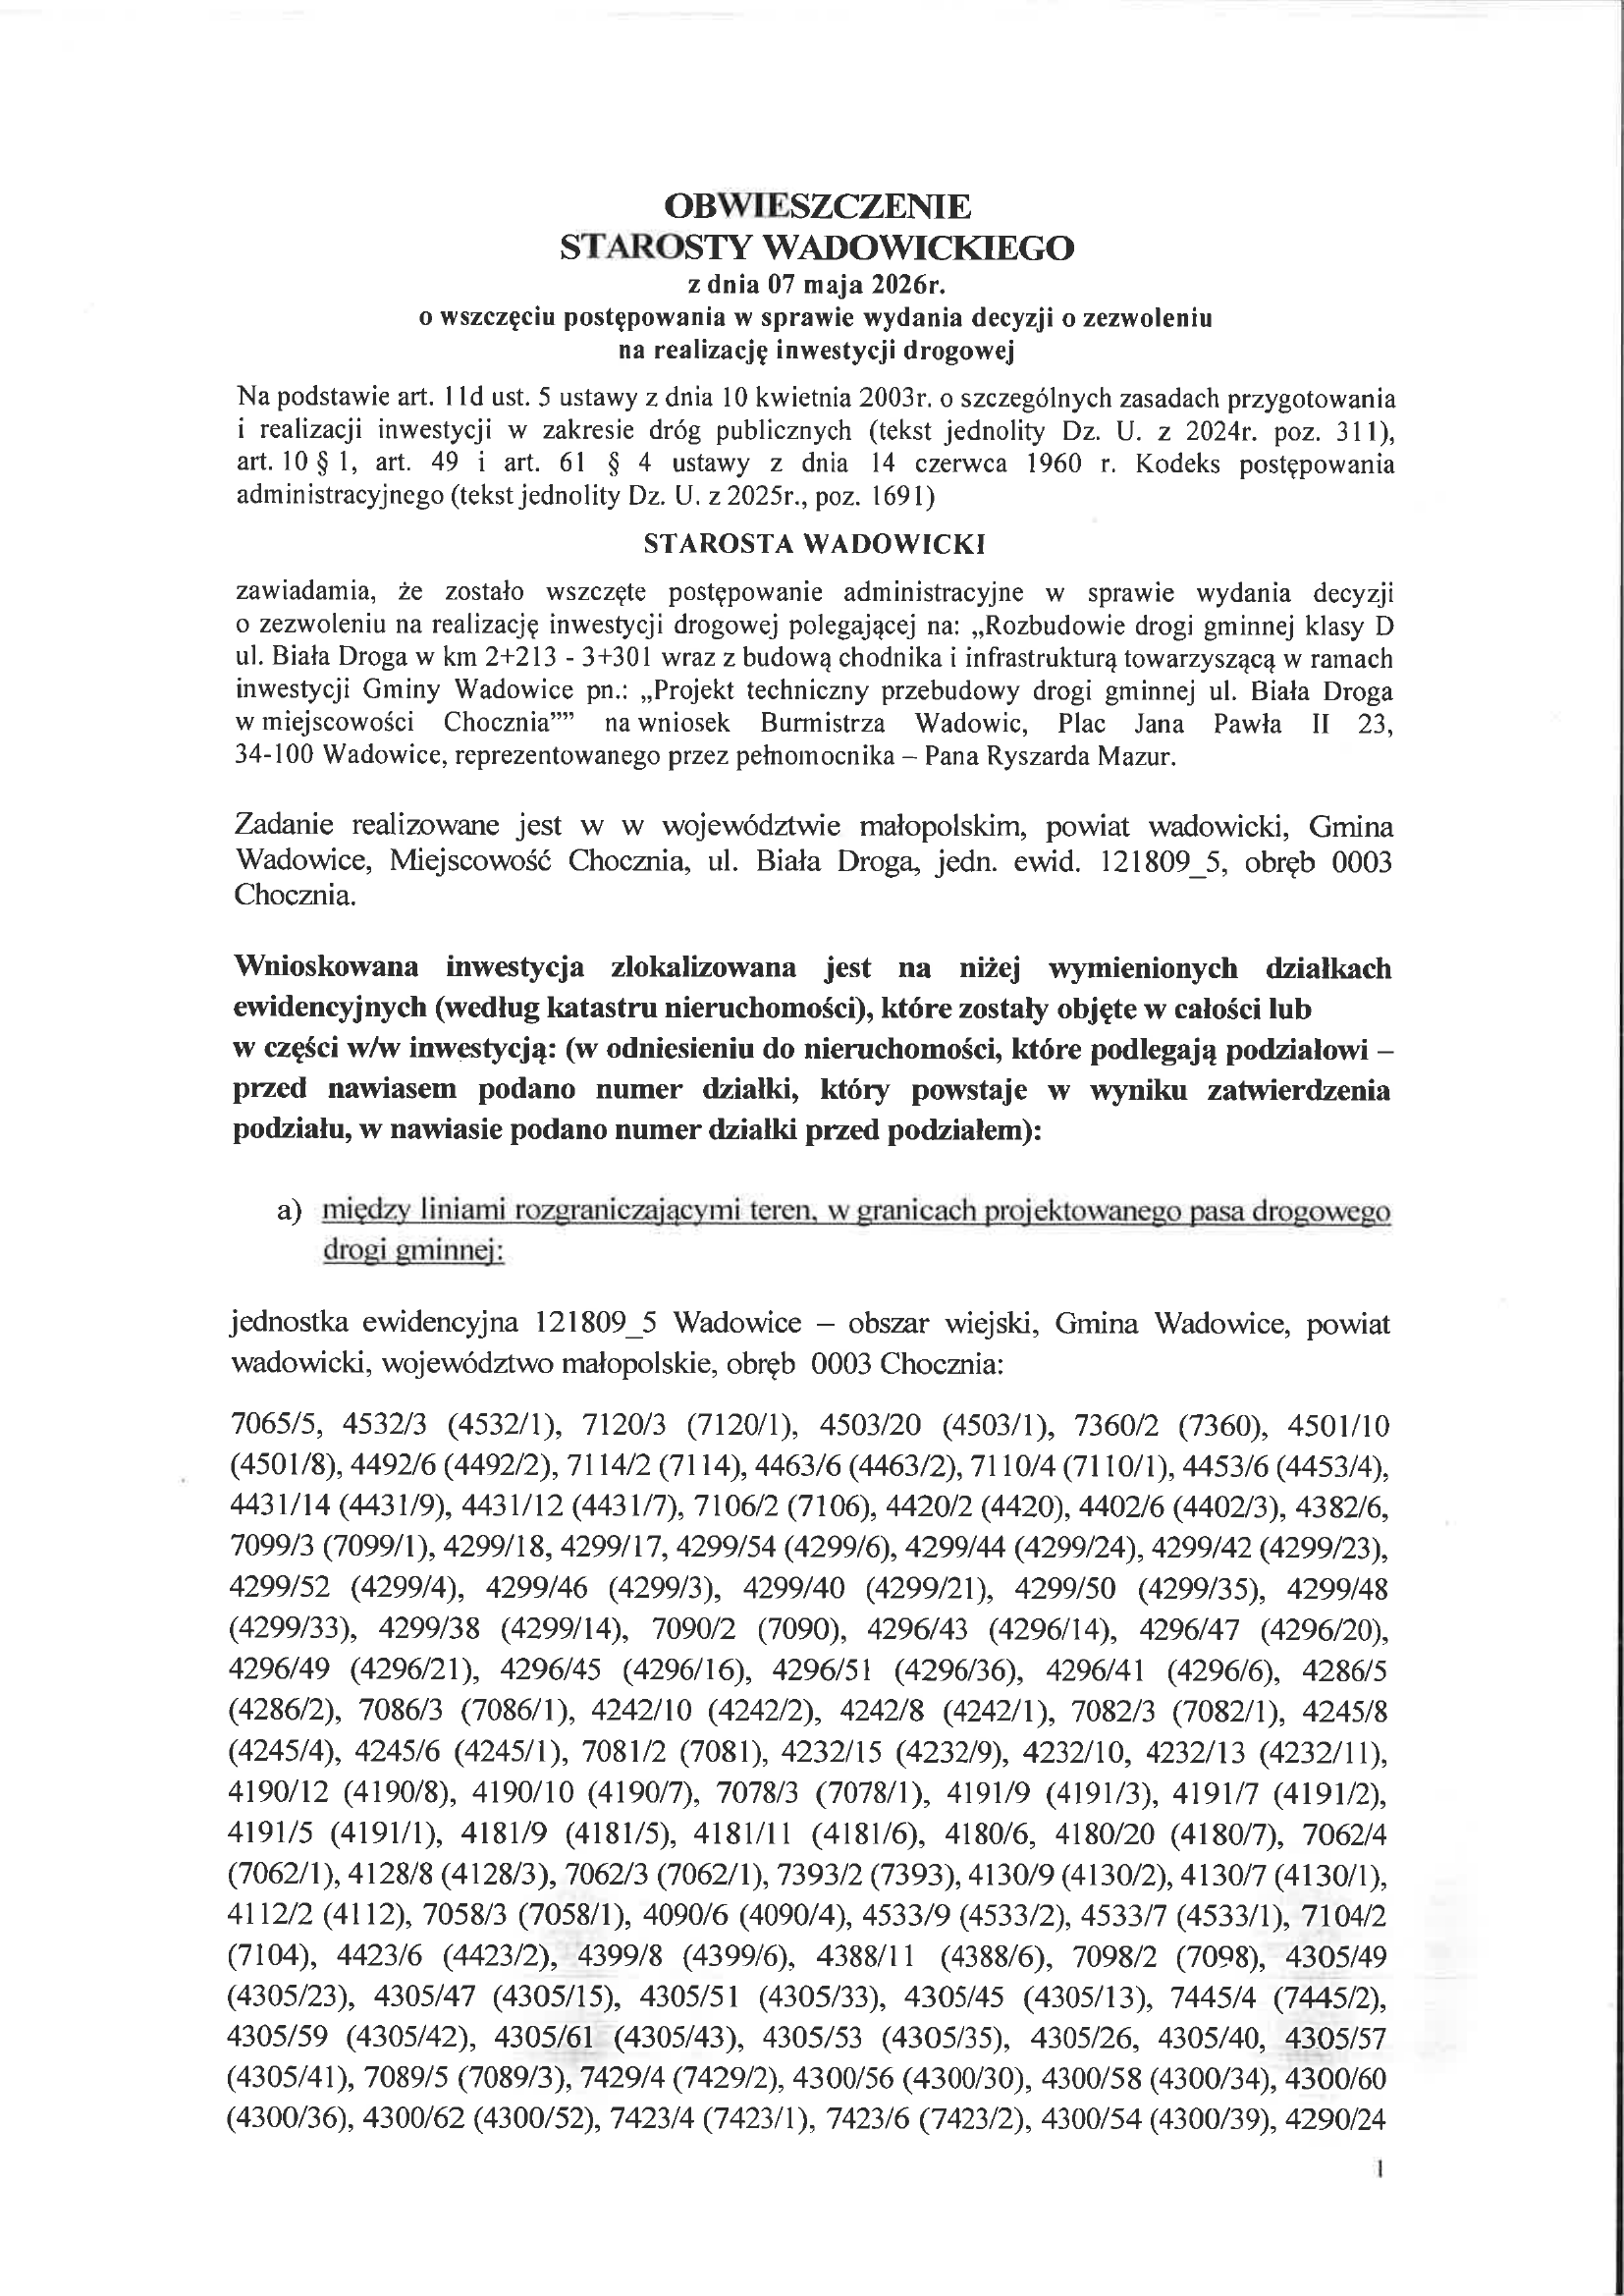 OBWIESZCZENIE
STAROSTY WADOWICKIEGO
z dnia 07 maja 2026r.
o wszczęciu postępowania w sprawie wydania decyzji o zezwoleniu
na realizację inwestycji drogowej
Na podstawie art. 11d ust. 5 ustawy z dnia 10 kwietnia 2003r. o szczególnych zasadach przygotowania
i realizacji inwestycji w zakresie dróg publicznych (tekst jednolity Dz. U. z 2024r. poz. 311),
art. 10 § 1, art. 49 i art. 61 § 4 ustawy z dnia 14 czerwca 1960 r. Kodeks postępowania
administracyjnego (tekst jednolity Dz. U. z 2025r., poz. 1691)
STAROSTA WADOWICKI
zawiadamia, że zostało wszczęte postępowanie administracyjne w sprawie wydania decyzji
o zezwoleniu na realizację inwestycji drogowej polegającej na: „Rozbudowie drogi gminnej klasy D
ul. Biała Droga w km 2+213 - 3+301 wraz z budową chodnika i infrastrukturą towarzyszącą w ramach
inwestycji Gminy Wadowice pn.: „Projekt techniczny przebudowy drogi gminnej ul. Biała Droga
w miejscowości Chocznia”” na wniosek Burmistrza Wadowic, Plac Jana Pawła II 23,
34-100 Wadowice, reprezentowanego przez pełnomocnika – Pana Ryszarda Mazur.
Zadanie realizowane jest w w województwie małopolskim, powiat wadowicki, Gmina
Wadowice, Miejscowość Chocznia, ul. Biała Droga, jedn. ewid. 121809_5, obręb 0003
Chocznia.
Wnioskowana inwestycja zlokalizowana jest na niżej wymienionych działkach
ewidencyjnych (według katastru nieruchomości), które zostały objęte w całości lub
w części w/w inwestycją: (w odniesieniu do nieruchomości, które podlegają podziałowi –
przed nawiasem podano numer działki, który powstaje w wyniku zatwierdzenia
podziału, w nawiasie podano numer działki przed podziałem):
a) między liniami rozgraniczającymi teren, w granicach projektowanego pasa drogowego
drogi gminnej:
jednostka ewidencyjna 121809_5 Wadowice – obszar wiejski, Gmina Wadowice, powiat
wadowicki, województwo małopolskie, obręb 0003 Chocznia:
7065/5, 4532/3 (4532/1), 7120/3 (7120/1), 4503/20 (4503/1), 7360/2 (7360), 4501/10
(4501/8), 4492/6 (4492/2), 7114/2 (7114), 4463/6 (4463/2), 7110/4 (7110/1), 4453/6 (4453/4),
4431/14 (4431/9), 4431/12 (4431/7), 7106/2 (7106), 4420/2 (4420), 4402/6 (4402/3), 4382/6,
7099/3 (7099/1), 4299/18, 4299/17, 4299/54 (4299/6), 4299/44 (4299/24), 4299/42 (4299/23),
4299/52 (4299/4), 4299/46 (4299/3), 4299/40 (4299/21), 4299/50 (4299/35), 4299/48
(4299/33), 4299/38 (4299/14), 7090/2 (7090), 4296/43 (4296/14), 4296/47 (4296/20),
4296/49 (4296/21), 4296/45 (4296/16), 4296/51 (4296/36), 4296/41 (4296/6), 4286/5
(4286/2), 7086/3 (7086/1), 4242/10 (4242/2), 4242/8 (4242/1), 7082/3 (7082/1), 4245/8
(4245/4), 4245/6 (4245/1), 7081/2 (7081), 4232/15 (4232/9), 4232/10, 4232/13 (4232/11),
4190/12 (4190/8), 4190/10 (4190/7), 7078/3 (7078/1), 4191/9 (4191/3), 4191/7 (4191/2),
4191/5 (4191/1), 4181/9 (4181/5), 4181/11 (4181/6), 4180/6, 4180/20 (4180/7), 7062/4
(7062/1), 4128/8 (4128/3), 7062/3 (7062/1), 7393/2 (7393), 4130/9 (4130/2), 4130/7 (4130/1),
4112/2 (4112), 7058/3 (7058/1), 4090/6 (4090/4), 4533/9 (4533/2), 4533/7 (4533/1), 7104/2
(7104), 4423/6 (4423/2), 4399/8 (4399/6), 4388/11 (4388/6), 7098/2 (7098), 4305/49
(4305/23), 4305/47 (4305/15), 4305/51 (4305/33), 4305/45 (4305/13), 7445/4 (7445/2),
4305/59 (4305/42), 4305/61 (4305/43), 4305/53 (4305/35), 4305/26, 4305/40, 4305/57
(4305/41), 7089/5 (7089/3), 7429/4 (7429/2), 4300/56 (4300/30), 4300/58 (4300/34), 4300/60
(4300/36), 4300/62 (4300/52), 7423/4 (7423/1), 7423/6 (7423/2), 4300/54 (4300/39), 4290/24
1